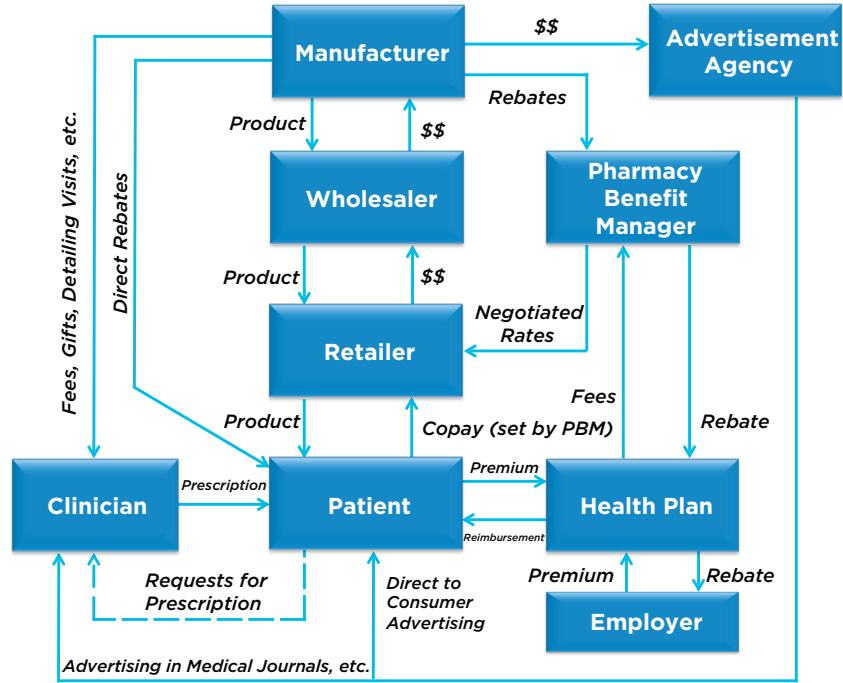 Manufacturer
$$
Advertisement
Agency
Rebates
Product
$$
Fees, Gifts, Detailing Visits, etc.
Direct Rebates
Wholesaler
Pharmacy
Benefit
Manager
Product
$$
Negotiated
Rates
Retailer
Product
Copay (set by PBM)
Fees
Rebate
Clinician
Prescription
Patient
Premium
Reimbursement
Health Plan
Requests for
Prescription
Direct to
Consumer
Advertising
Premium
Rebate
Employer
Advertising in Medical Journals, etc.